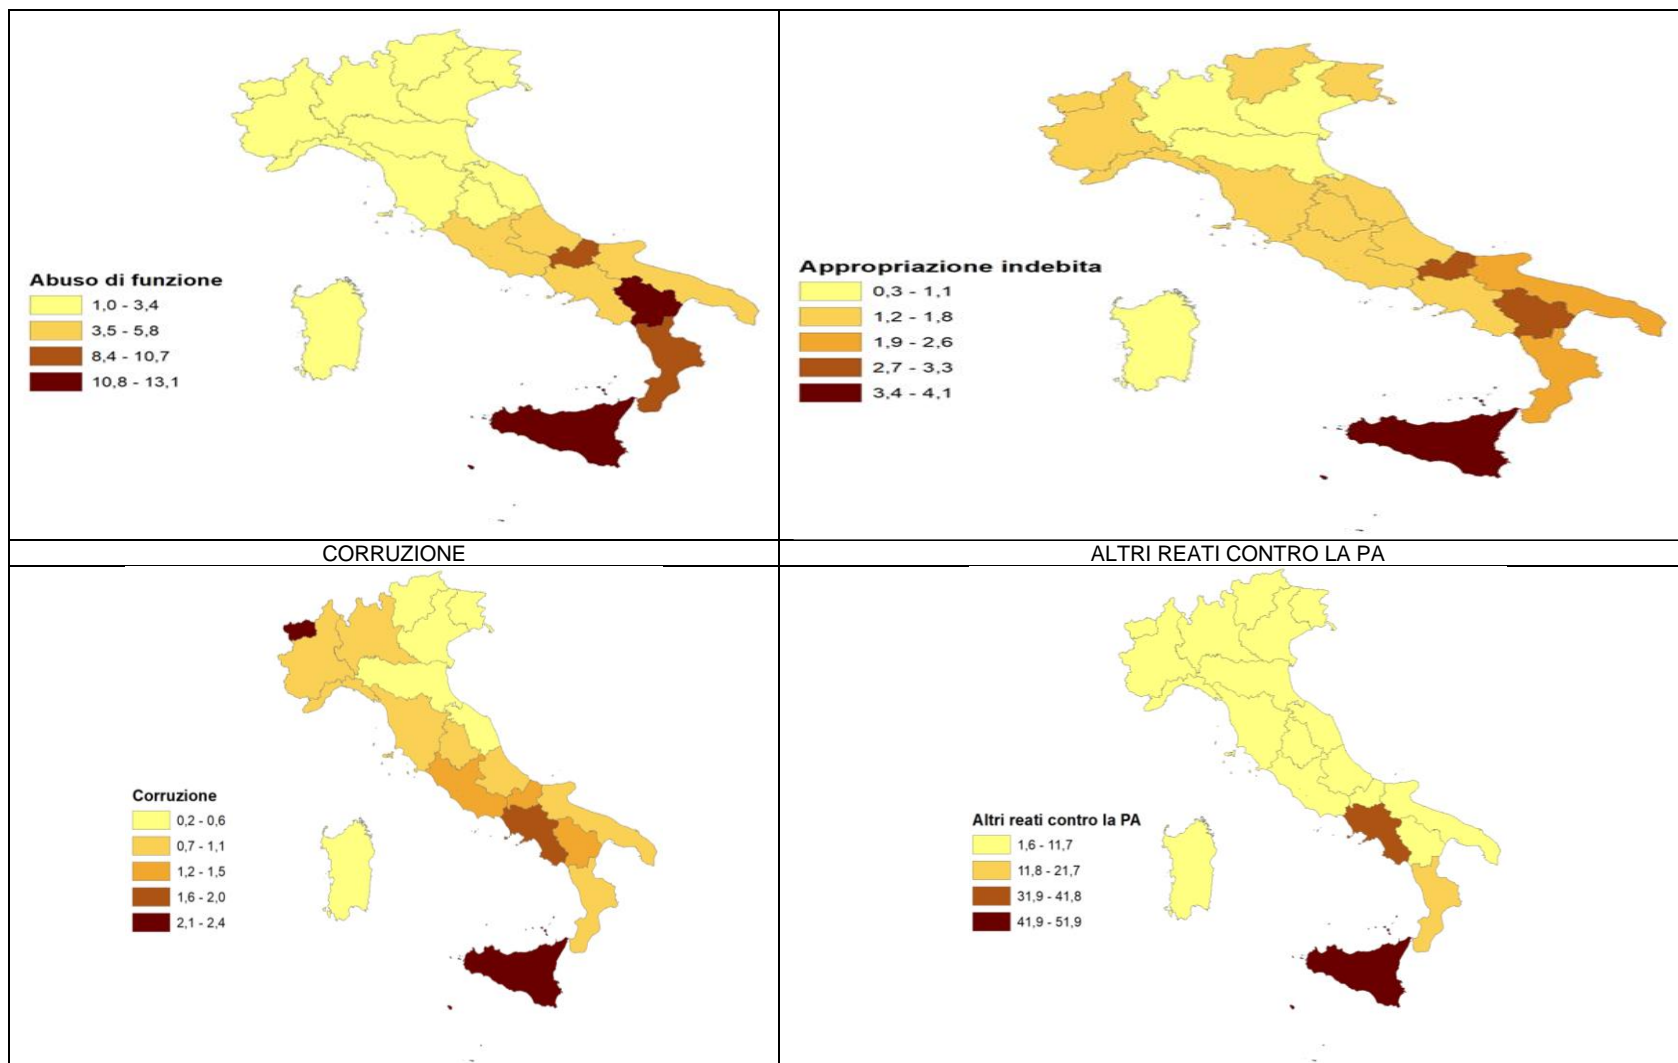 Abuso di funzione
1,0 - 3,4
3,5 - 5,8
8,4 - 10,7
10,8 - 13,1
Appropriazione indebita
0,3 - 1,1
1,2 - 1,8
1,9 - 2,6
2,7 - 3,3
3,4 - 4,1
CORRUZIONE
ALTRI REATI CONTRO LA PA
Corruzione
0,2 - 0,6
0,7 - 1,1
1,2 - 1,5
1,6 - 2,0
2,1 - 2,4
Altri reati contro la PA
1,6 - 11,7
11,8 - 21,7
31,9 - 41,8
41,9 - 51,9